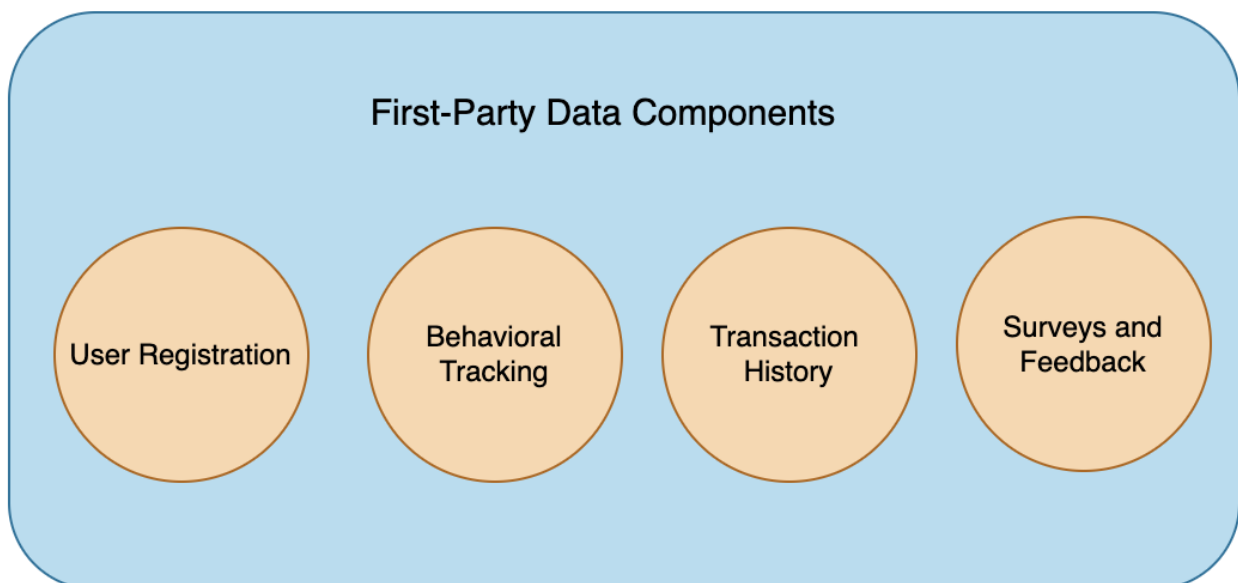 First-Party Data Components
User Registration
Behavioral
Tracking
Transaction
History
Surveys and
Feedback